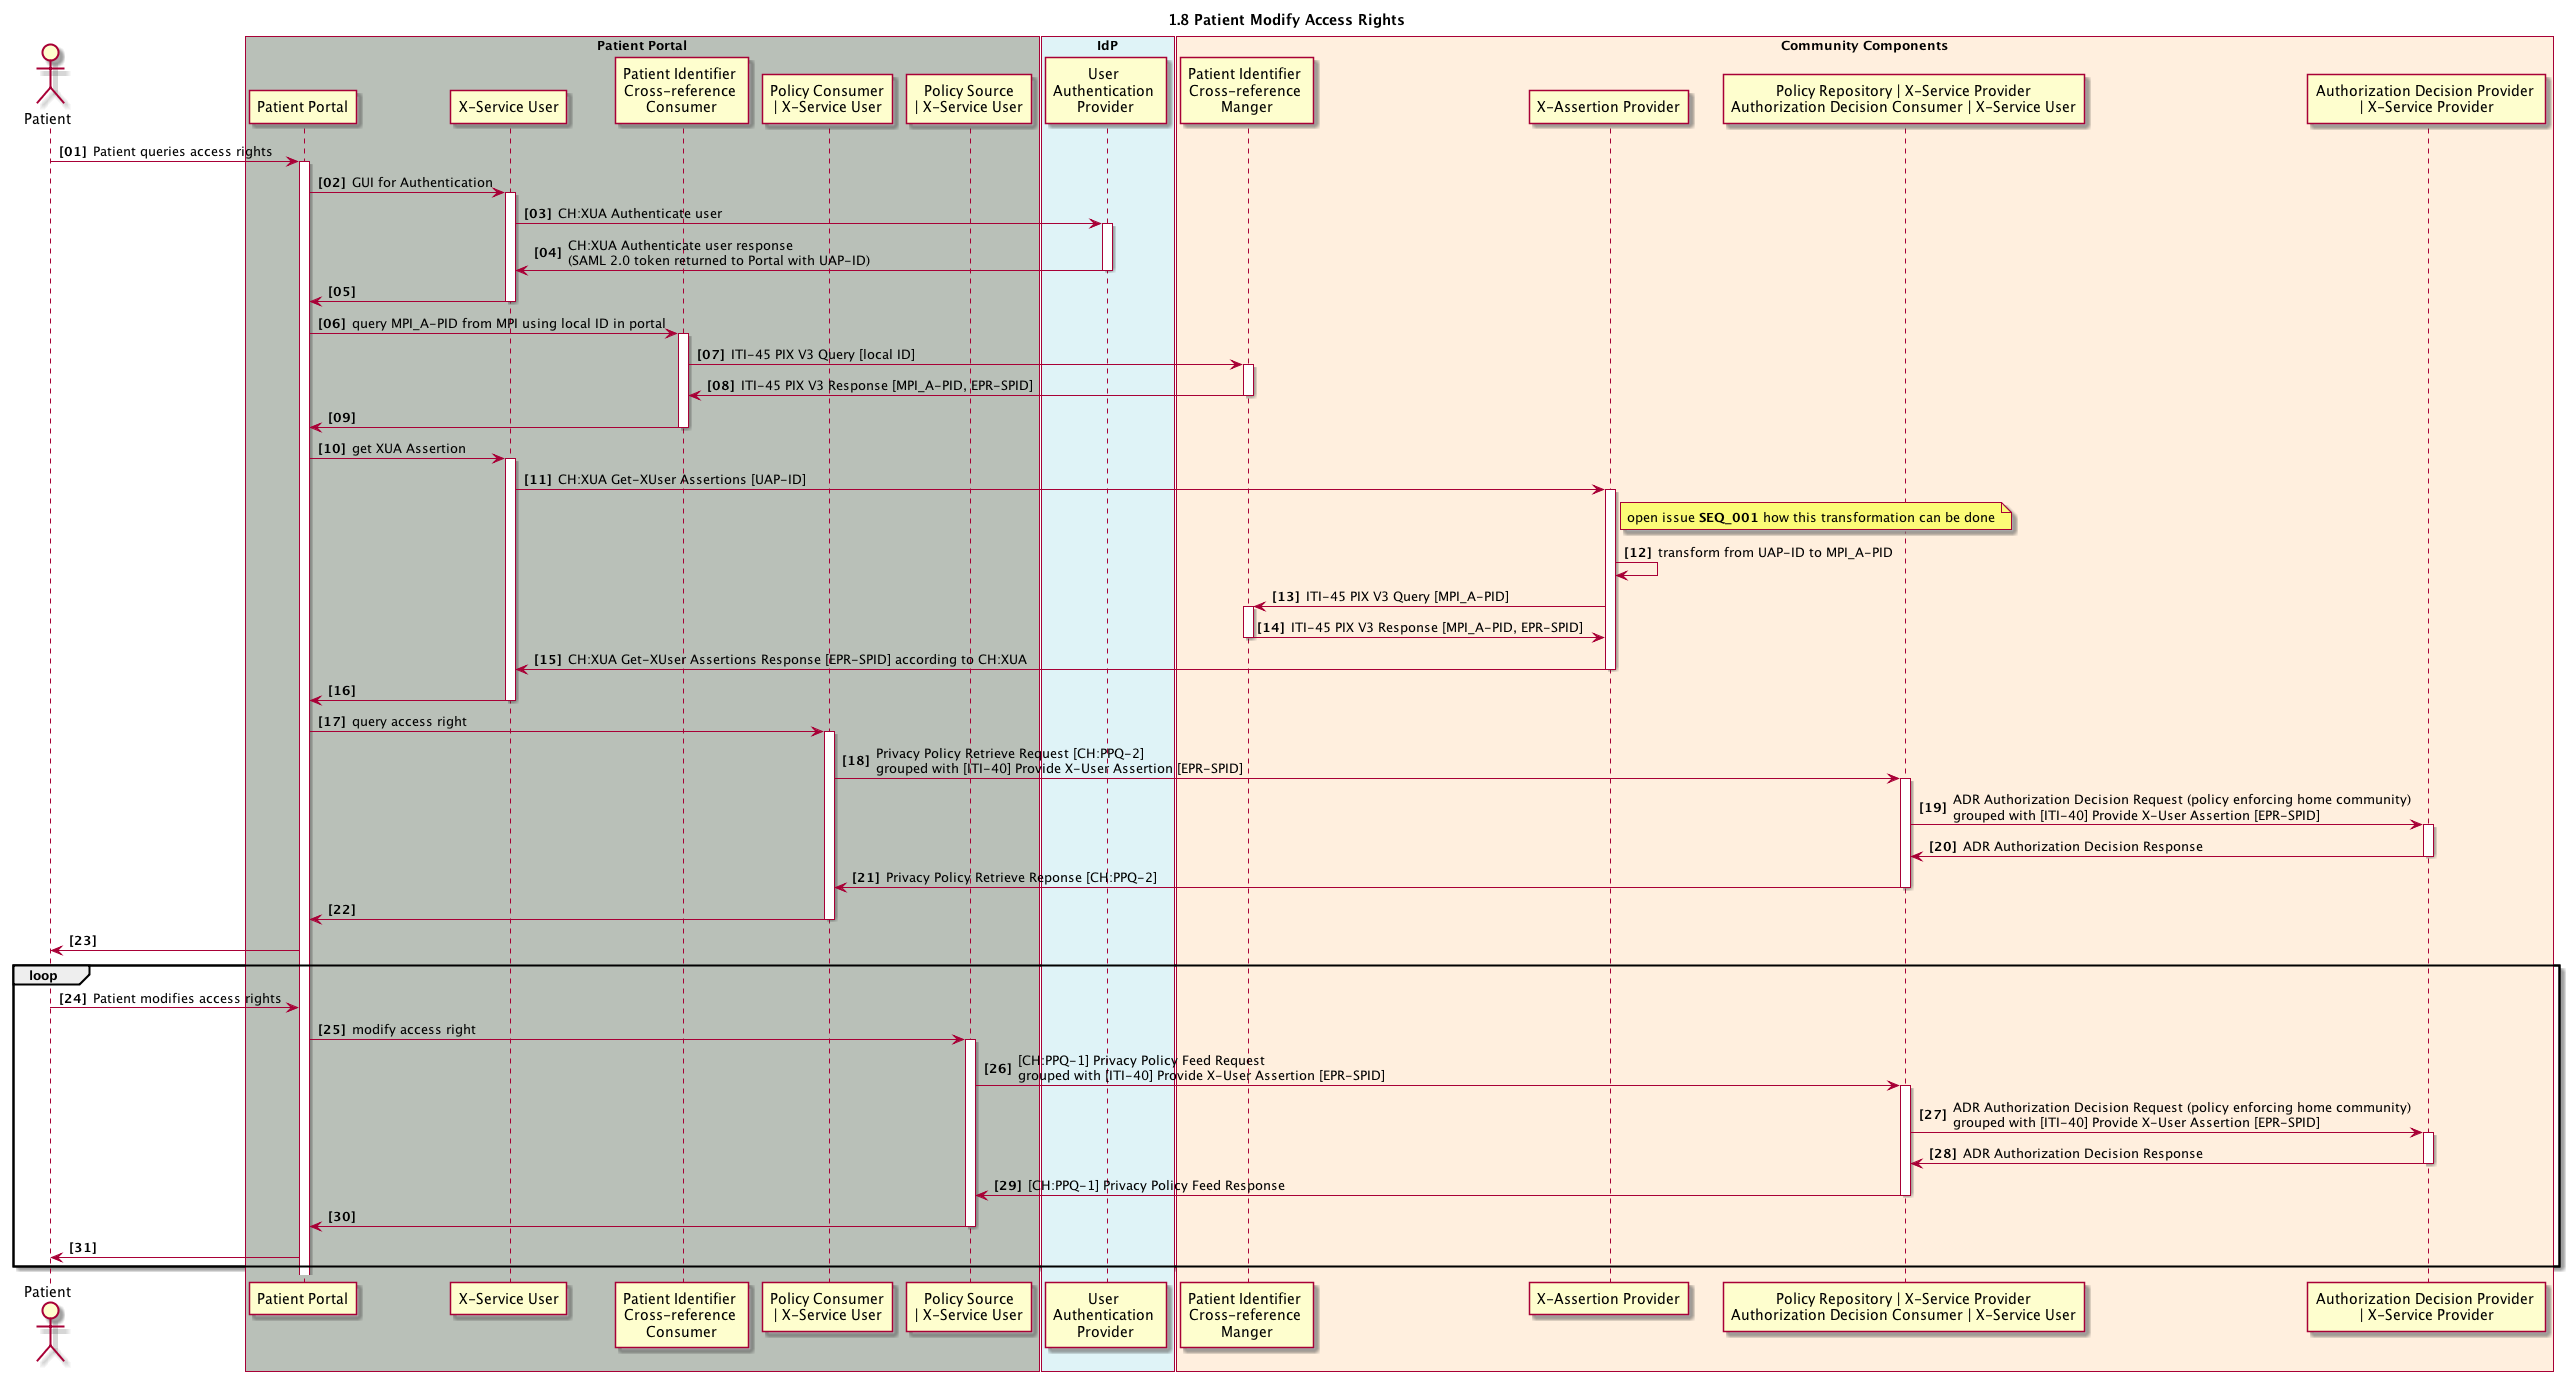 1.8 Patient Modify Access Rights
Patient Portal
IdP
Community Components
Patient
Patient Portal
X-Service User
Patient Identifier
Cross-reference
Consumer
Policy Consumer
| X-Service User
Policy Source
| X-Service User
User
Authentication
Provider
Patient Identifier
Cross-reference
Manger
X-Assertion Provider
Policy Repository | X-Service Provider
Authorization Decision Consumer | X-Service User
Authorization Decision Provider
| X-Service Provider
[01] Patient queries access rights
[02] GUI for Authentication
[03] CH:XUA Authenticate user
[04] CH:XUA Authenticate user response
(SAML 2.0 token returned to Portal with UAP-ID)
[05]
[06] query MPI_A-PID from MPI using local ID in portal
[07] ITI-45 PIX V3 Query [local ID]
[08] ITI-45 PIX V3 Response [MPI_A-PID, EPR-SPID]
[09]
[10] get XUA Assertion
[11] CH:XUA Get-XUser Assertions [UAP-ID]
open issue SEQ_001 how this transformation can be done
[12] transform from UAP-ID to MPI_A-PID
[13] ITI-45 PIX V3 Query [MPI_A-PID]
[14] ITI-45 PIX V3 Response [MPI_A-PID, EPR-SPID]
[15] CH:XUA Get-XUser Assertions Response [EPR-SPID] according to CH:XUA
[16]
[17] query access right
[18] Privacy Policy Retrieve Request [CH:PPQ-2]
grouped with [ITI-40] Provide X-User Assertion [EPR-SPID]
[19] ADR Authorization Decision Request (policy enforcing home community)
grouped with [ITI-40] Provide X-User Assertion [EPR-SPID]
[20] ADR Authorization Decision Response
[21] Privacy Policy Retrieve Reponse [CH:PPQ-2]
[22]
[23]
loop
[24] Patient modifies access rights
[25] modify access right
[26] [CH:PPQ-1] Privacy Policy Feed Request
grouped with [ITI-40] Provide X-User Assertion [EPR-SPID]
[27] ADR Authorization Decision Request (policy enforcing home community)
grouped with [ITI-40] Provide X-User Assertion [EPR-SPID]
[28] ADR Authorization Decision Response
[29] [CH:PPQ-1] Privacy Policy Feed Response
[30]
[31]
Patient
Patient Portal
X-Service User
Patient Identifier
Cross-reference
Consumer
Policy Consumer
| X-Service User
Policy Source
| X-Service User
User
Authentication
Provider
Patient Identifier
Cross-reference
Manger
X-Assertion Provider
Policy Repository | X-Service Provider
Authorization Decision Consumer | X-Service User
Authorization Decision Provider
| X-Service Provider